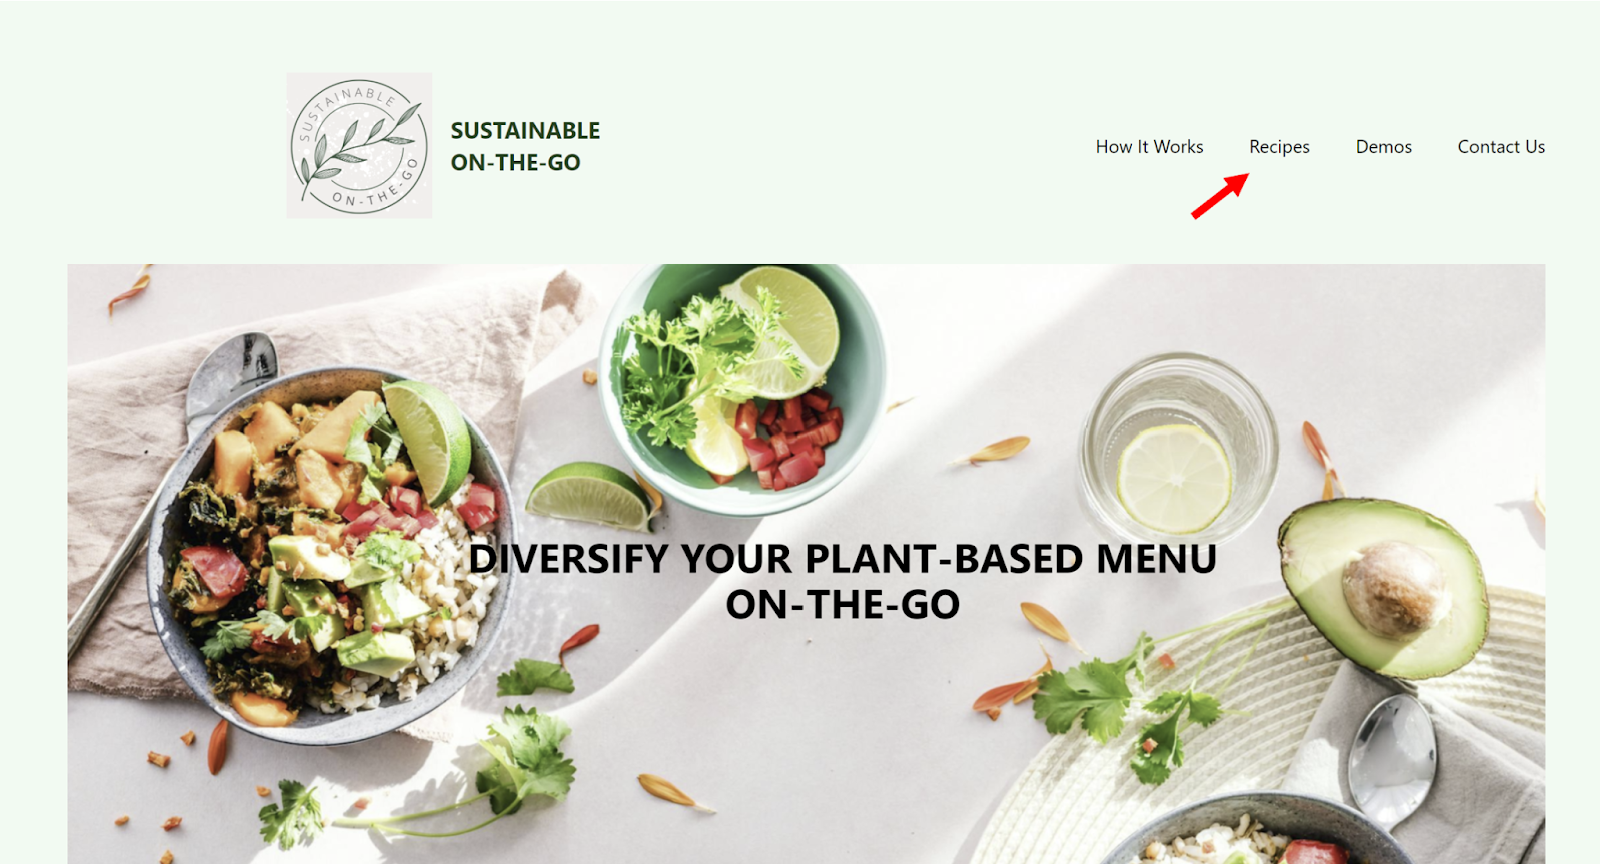 SUSTAINABLE
ON-THE-GO
SUSTAINABLE
ON-THE-GO
How It Works Recipes Demos Contact Us
DIVERSIFY YOUR PLANT-BASED MENU
ON-THE-GO